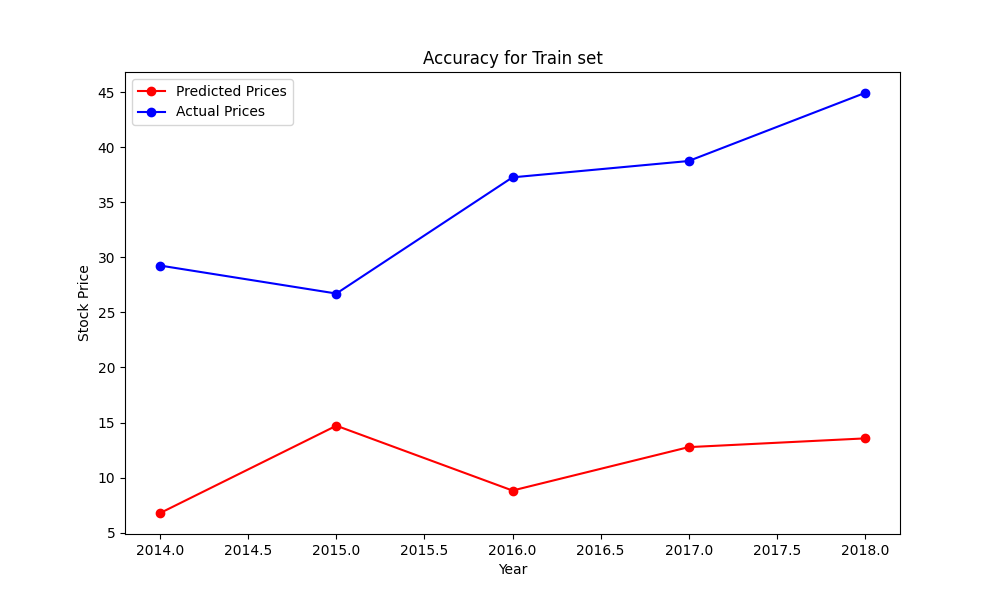 Accuracy for Train set
Predicted Prices
Actual Prices
Stock Price
45
40
35
30
25
20
15
10
5
2014.0 2014.5 2015.0 2015.5 2016.0 2016.5 2017.0 2017.5 2018.0
Year